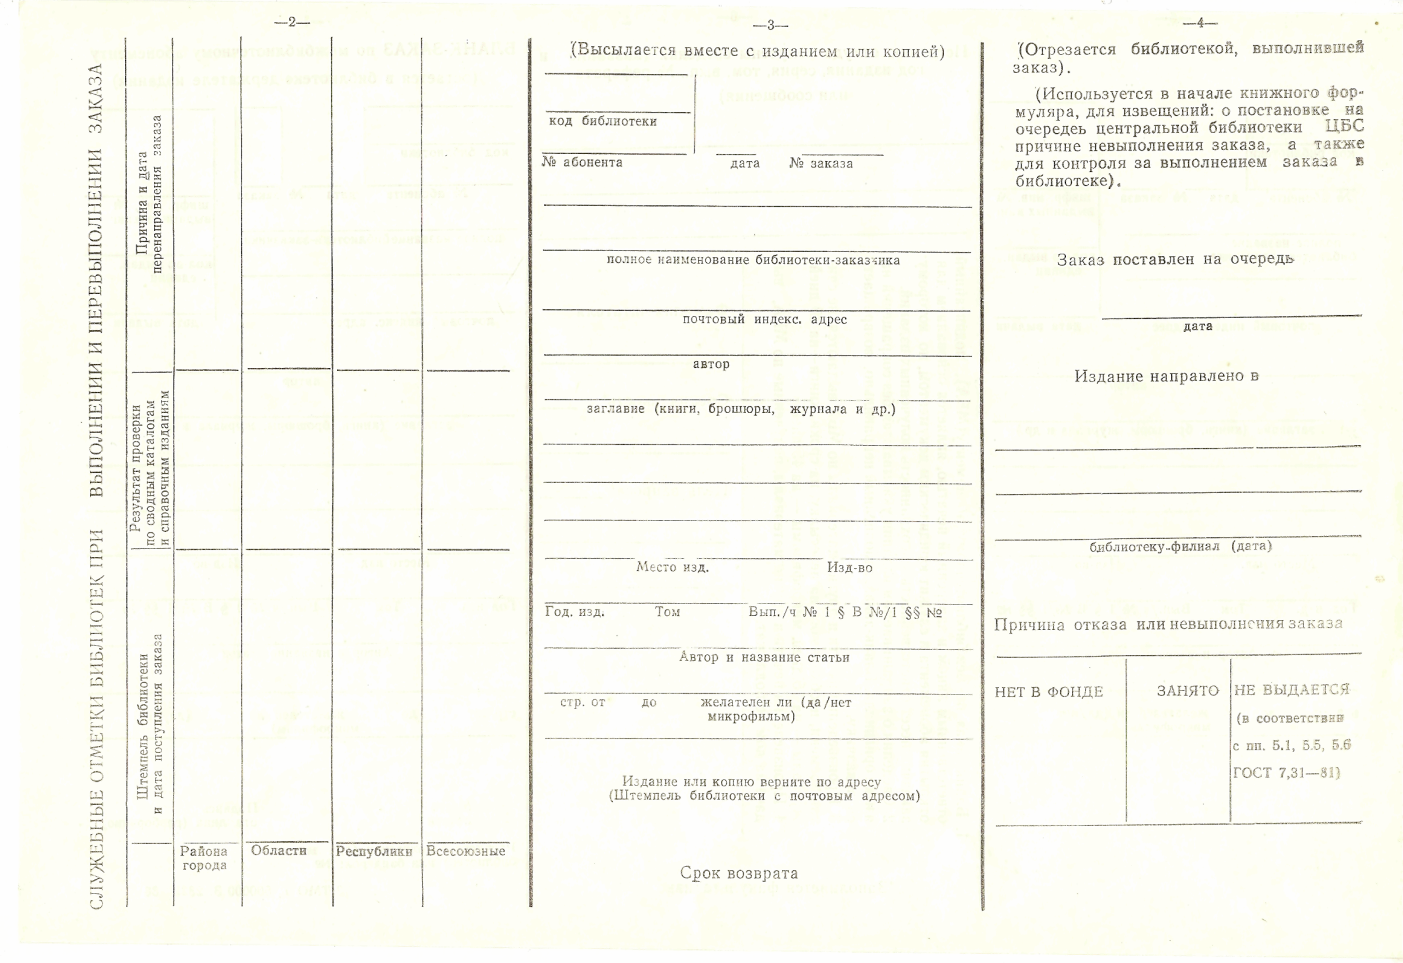 —2—
СЛУЖЕБНЫЕ ОТМЕТКИ БИБЛИОТЕК ПРИ ВЫПОЛНЕНИИ И ПЕРЕВЫПОЛНЕНИИ ЗАКАЗА
Причина и дата
перенаправления заказа
Результат проверки
по сводным каталогам
и справочным изданиям
Штемпель библиотеки
и дата поступления заказа
и
Района
города
Области
Республики
Всесоюзные
—3—
(Высылается вместе с изданием или копией)
код библиотеки
№ абонента дата № заказа
полное наименование библиотеки-заказчика
почтовый индекс, адрес
автор
заглавие (книги, брошюры, журнала и др.)
Место изд. Изд-во
Год. изд. Том Вып./ч № 1 § В №/1 §§ №
Автор и название статьи
стр. от до желателен ли (да/нет
микрофильм)
Издание или копию верните по адресу
(Штемпель библиотеки с почтовым адресом)
Срок возврата
—4—
(Отрезается библиотекой, выполнившей
заказ).
(Используется в начале книжного фор-
муляра, для извещений: о постановке на
очередеь центральной библиотеки ЦБС
причине невыполнения заказа, а также
для контроля за выполнением заказа в
библиотеке).
Заказ поставлен на очередь
дата
Издание направлено в
библиотеку-филиал (дата)
Причина отказа или невыполнения заказа
НЕТ В ФОНДЕ
ЗАНЯТО
НЕ ВЫДАЕТСЯ
(в соответствии
с пп. 5.1, 5.5, 5.6
ГОСТ 7,31—81)